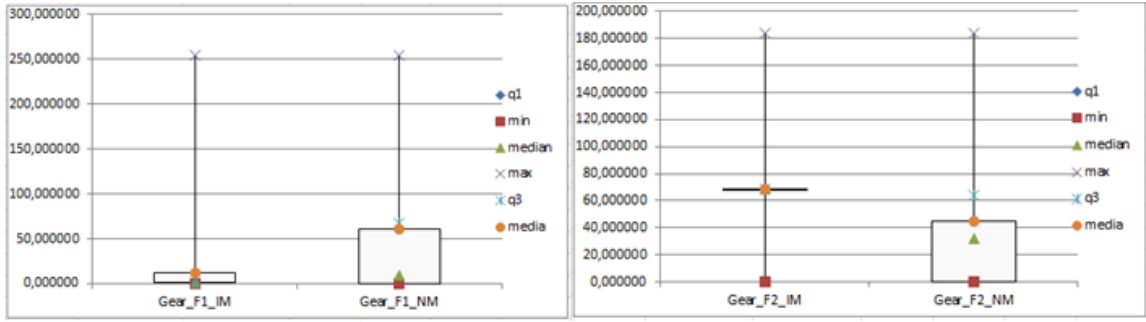 300,000000
250,000000
200,000000
150,000000
100,000000
50,000000
0,000000
Gear_F1_IM
Gear_F1_NM
q1
min
median
max
q3
media
200,000000
180,000000
160,000000
140,000000
120,000000
100,000000
80,000000
60,000000
40,000000
20,000000
0,000000
Gear_F2_IM
Gear_F2_NM
q1
min
median
max
q3
media